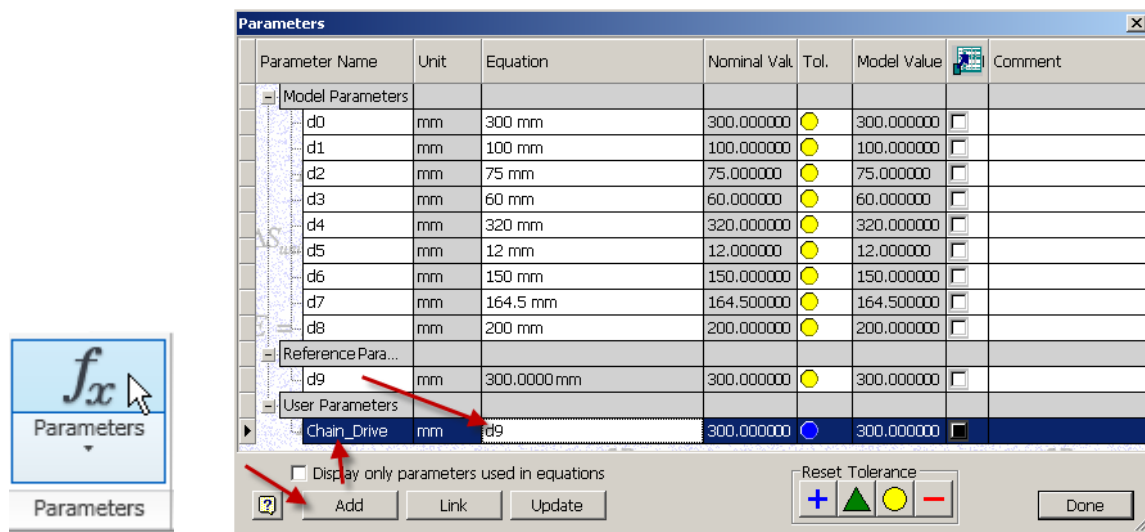 Parameters
Parameter Name Unit Equation Nominal Valu Tol. Model Value Comment
Model Parameters
d0 mm 300 mm 300.000000 300.000000
d1 mm 100 mm 100.000000 100.000000
d2 mm 75 mm 75.000000 75.000000
d3 mm 60 mm 60.000000 60.000000
d4 mm 320 mm 320.000000 320.000000
d5 mm 12 mm 12.000000 12.000000
d6 mm 150 mm 150.000000 150.000000
d7 mm 164.5 mm 164.500000 164.500000
d8 mm 200 mm 200.000000 200.000000
Reference Para...
d9 mm 300.0000 mm 300.000000 300.000000
User Parameters
Chain_Drive mm d9 300.000000 300.000000
Display only parameters used in equations
Reset Tolerance
? Add Link Update + − Done
fx
Parameters
Parameters